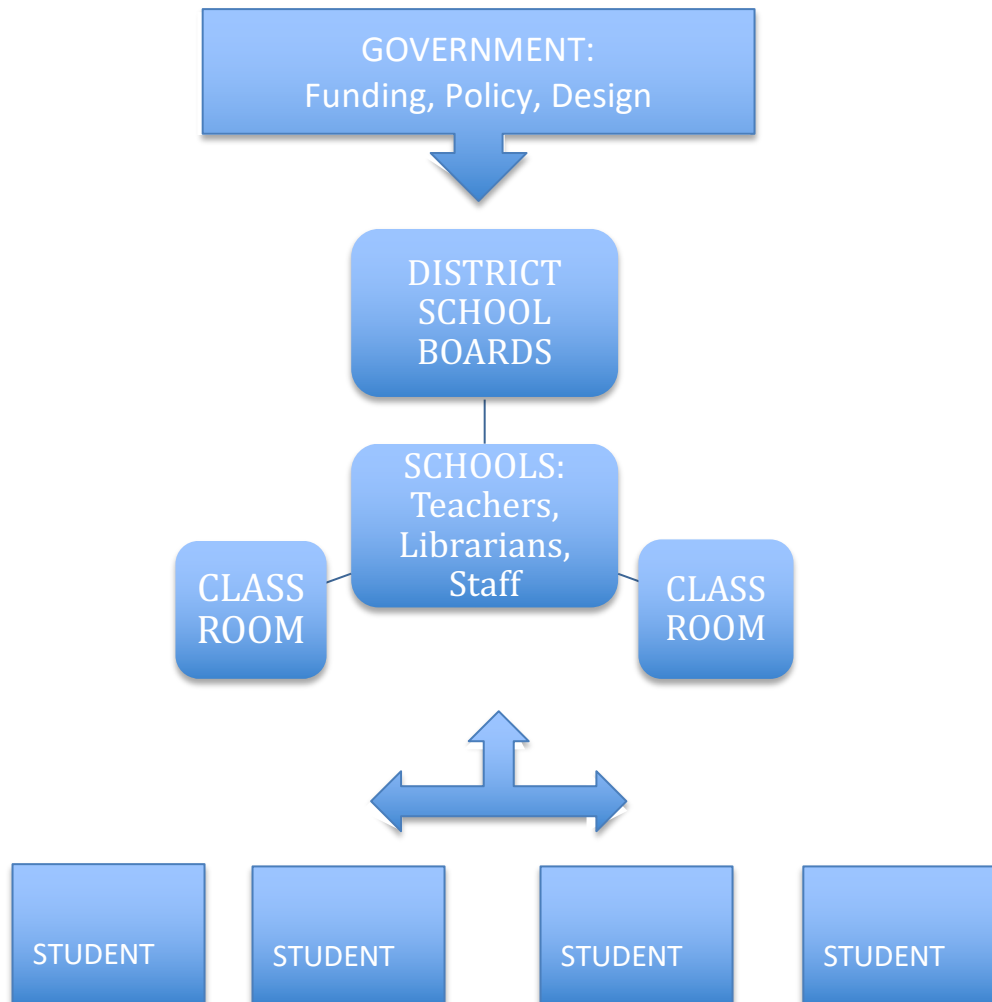 GOVERNMENT:
Funding, Policy, Design
DISTRICT
SCHOOL
BOARDS
SCHOOLS:
Teachers,
Librarians,
Staff
CLASS
ROOM
CLASS
ROOM
STUDENT
STUDENT
STUDENT
STUDENT